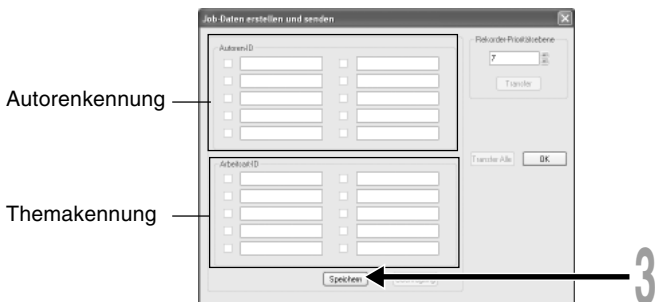 Job-Daten erstellen und senden
Autoren-ID
Rekorder-Prioritätsebene
7
Transfer
Autorenkennung
Transfer Alle
OK
Arbeitsart-ID
Themakennung
Speichern
3